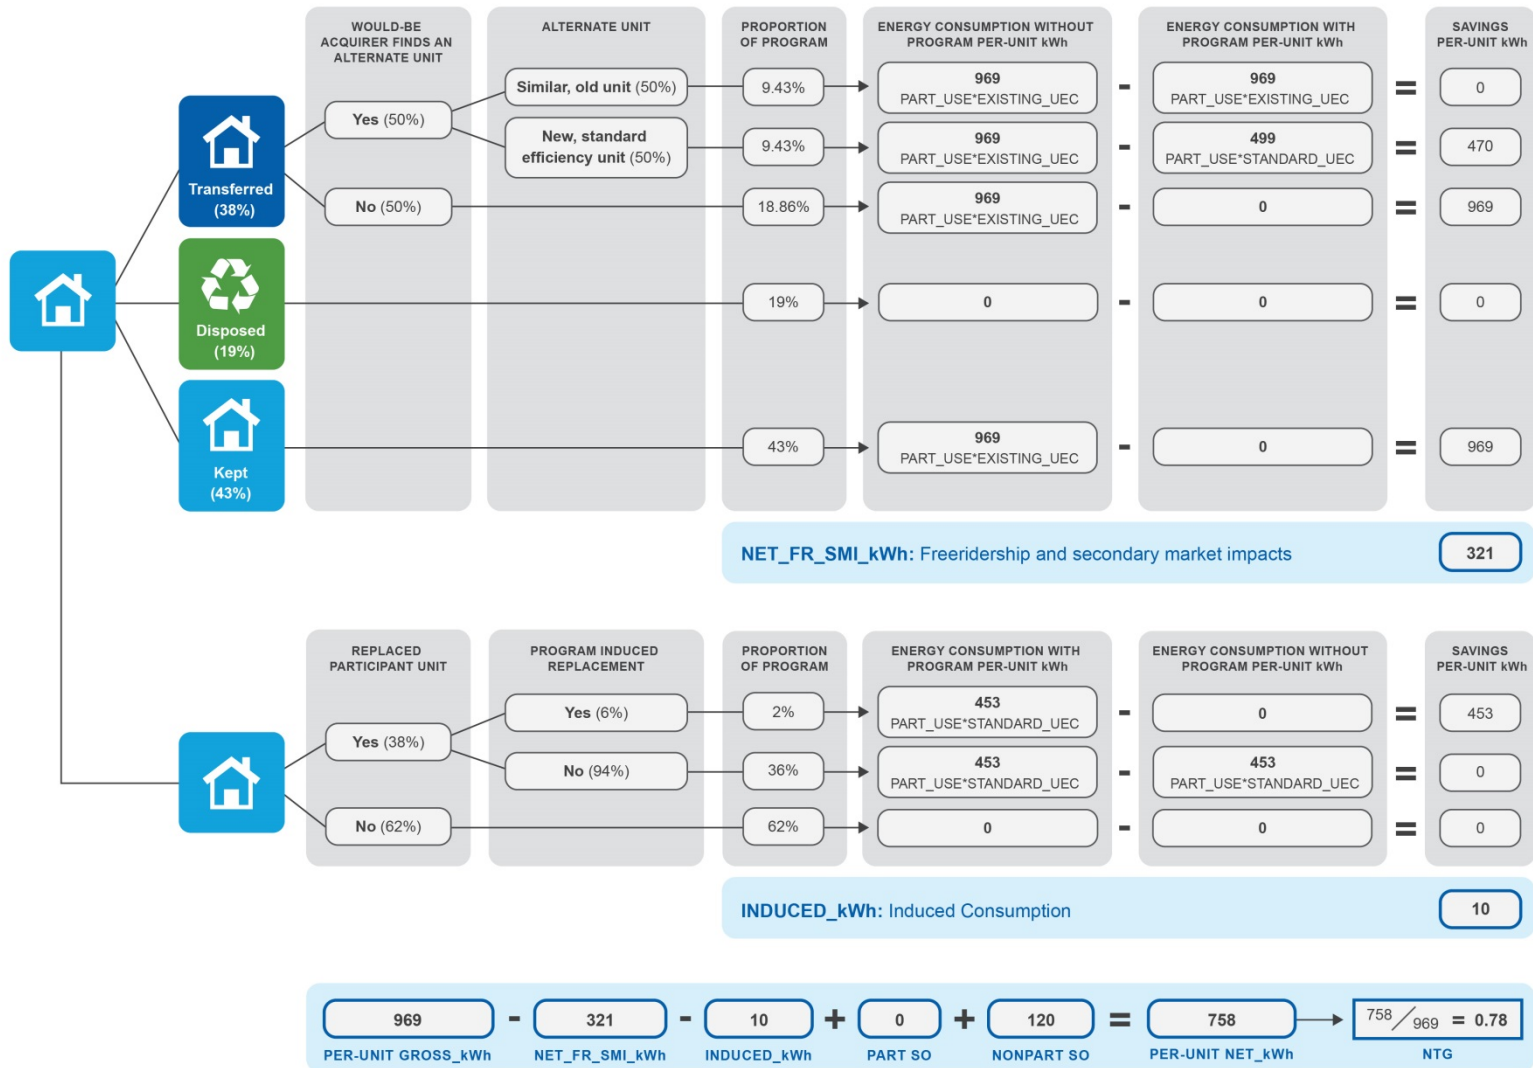 WOULD-BE
ACQUIRER FINDS AN
ALTERNATE UNIT
ALTERNATE UNIT
PROPORTION
OF PROGRAM
ENERGY CONSUMPTION WITHOUT
PROGRAM PER-UNIT kWh
ENERGY CONSUMPTION WITH
PROGRAM PER-UNIT kWh
SAVINGS
PER-UNIT kWh
Transferred
(38%)
Yes (50%)
Similar, old unit (50%)
9.43%
969
PART_USE*EXISTING_UEC
-
969
PART_USE*EXISTING_UEC
=
0
New, standard
efficiency unit (50%)
9.43%
969
PART_USE*EXISTING_UEC
-
499
PART_USE*STANDARD_UEC
=
470
No (50%)
18.86%
969
PART_USE*EXISTING_UEC
-
0
=
969
Disposed
(19%)
19%
0
-
0
=
0
Kept
(43%)
43%
969
PART_USE*EXISTING_UEC
-
0
=
969
NET_FR_SMI_kWh: Freeridership and secondary market impacts
321
REPLACED
PARTICIPANT UNIT
PROGRAM INDUCED
REPLACEMENT
PROPORTION
OF PROGRAM
ENERGY CONSUMPTION WITH
PROGRAM PER-UNIT kWh
ENERGY CONSUMPTION WITHOUT
PROGRAM PER-UNIT kWh
SAVINGS
PER-UNIT kWh
Yes (38%)
Yes (6%)
2%
453
PART_USE*STANDARD_UEC
-
0
=
453
No (94%)
36%
453
PART_USE*STANDARD_UEC
-
453
PART_USE*STANDARD_UEC
=
0
No (62%)
62%
0
-
0
=
0
INDUCED_kWh: Induced Consumption
10
969 - 321 - 10 + 0 + 120 = 758 758/969 = 0.78
PER-UNIT GROSS_kWh NET_FR_SMI_kWh INDUCED_kWh PART SO NONPART SO PER-UNIT NET_kWh NTG